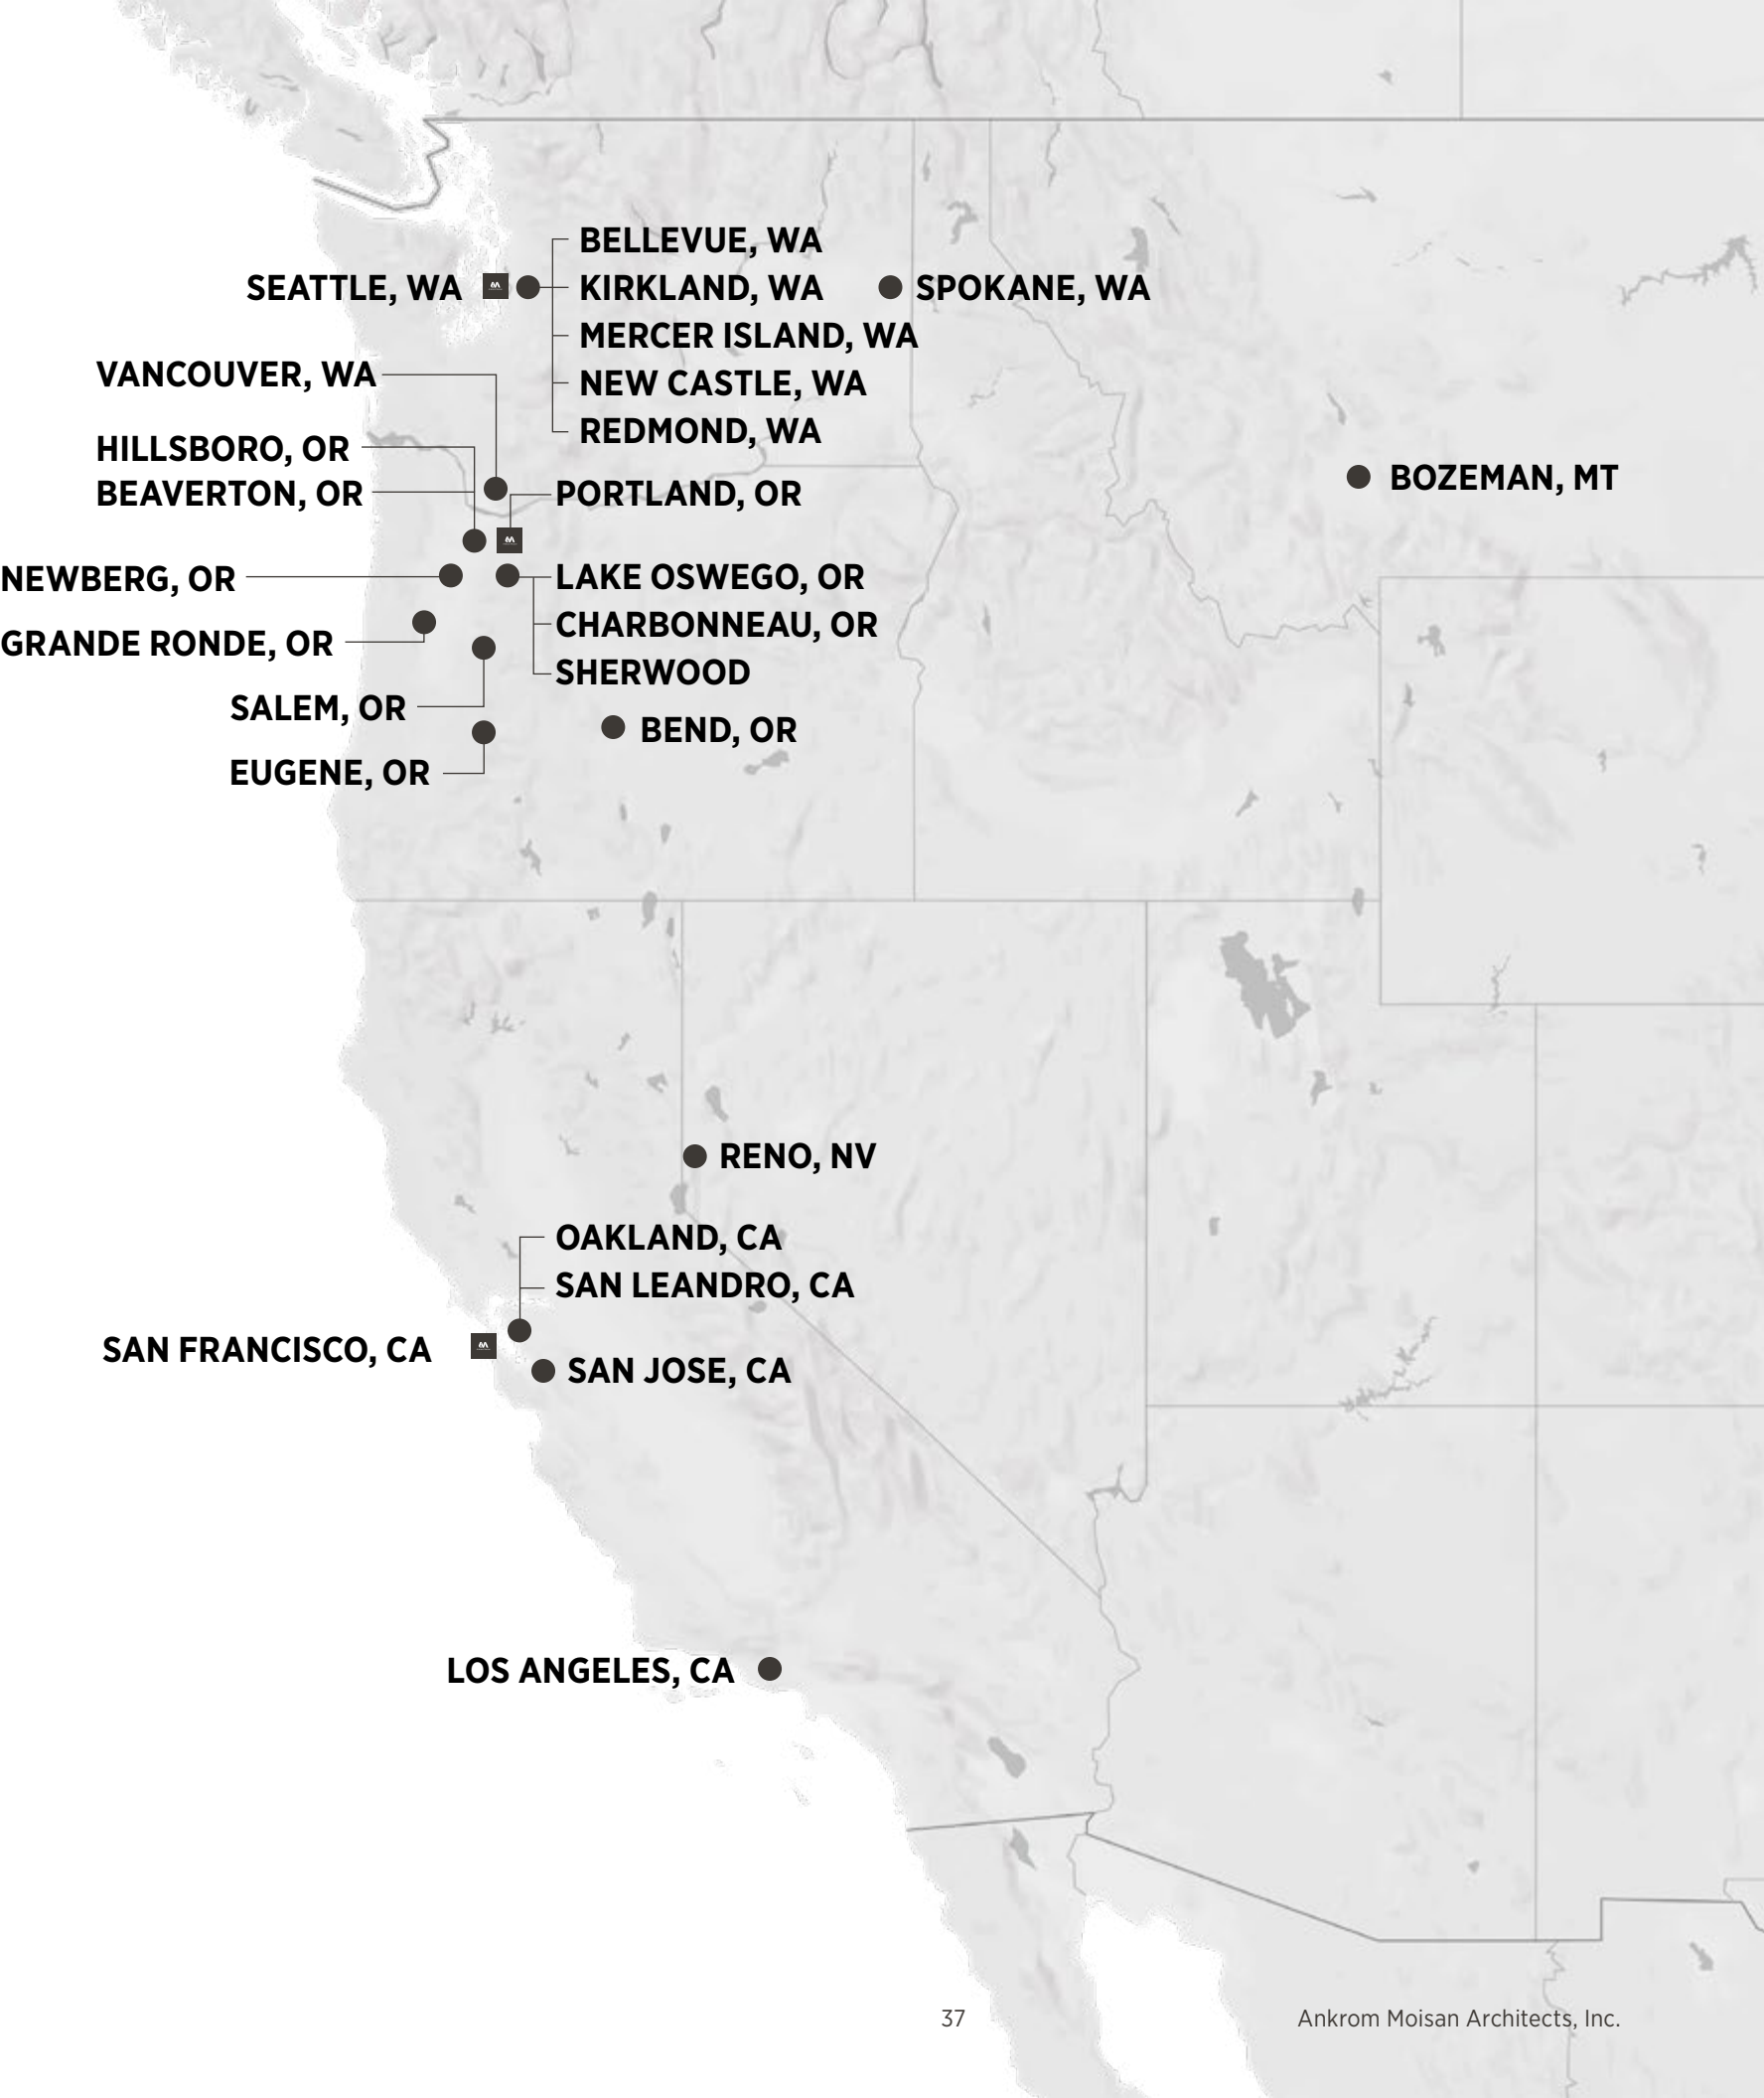 BELLEVUE, WA
SEATTLE, WA
KIRKLAND, WA
SPOKANE, WA
MERCER ISLAND, WA
VANCOUVER, WA
NEW CASTLE, WA
REDMOND, WA
HILLSBORO, OR
BOZEMAN, MT
BEAVERTON, OR
PORTLAND, OR
NEWBERG, OR
LAKE OSWEGO, OR
CHARBONNEAU, OR
GRANDE RONDE, OR
SHERWOOD
SALEM, OR
BEND, OR
EUGENE, OR
RENO, NV
OAKLAND, CA
SAN LEANDRO, CA
SAN FRANCISCO, CA
SAN JOSE, CA
LOS ANGELES, CA
37
Ankrom Moisan Architects, Inc.